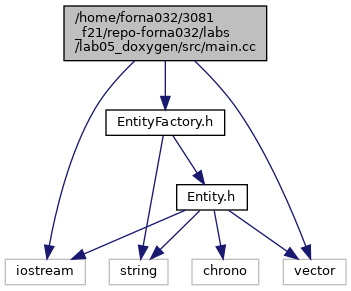 /home/forna032/3081
_f21/repo-forna032/labs
/lab05_doxygen/src/main.cc
EntityFactory.h
Entity.h
iostream
string
chrono
vector